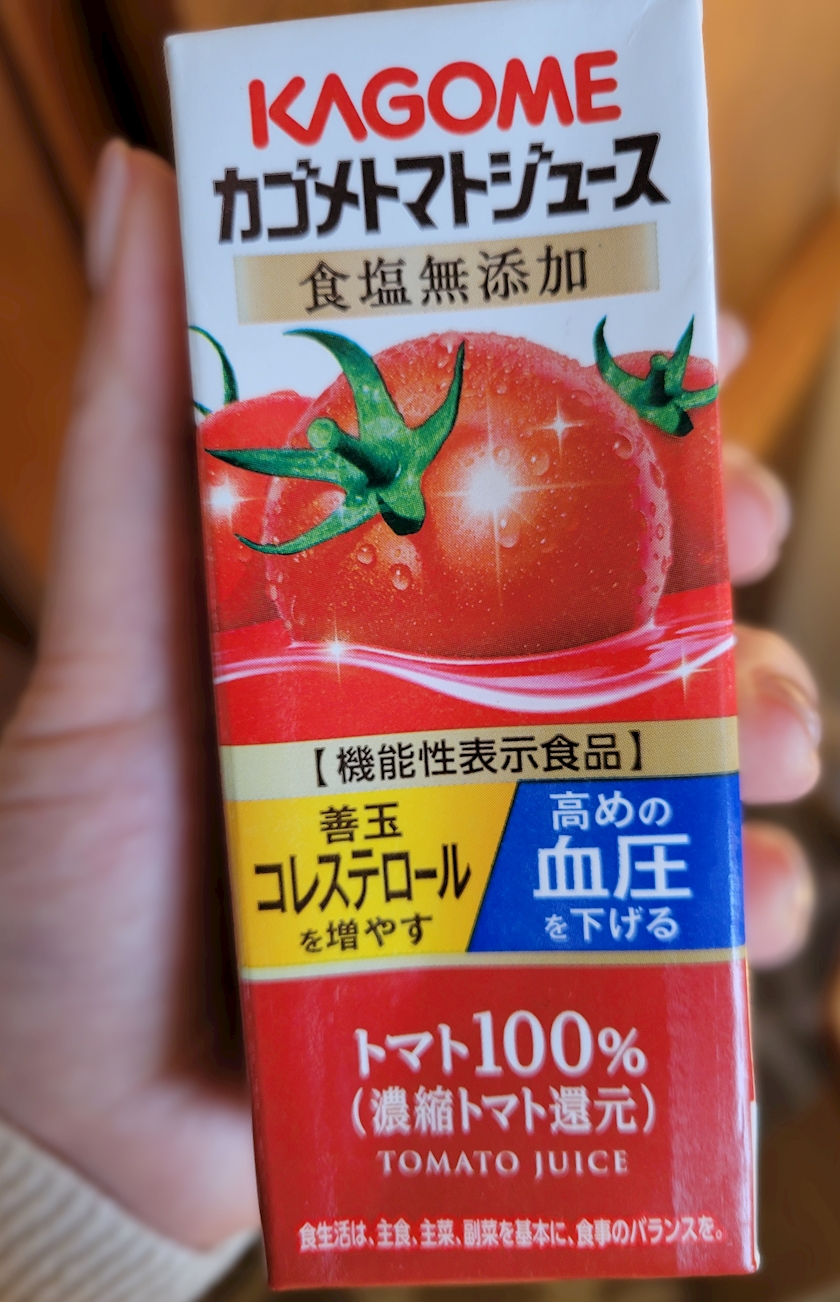 KAGOME
カゴメトマトジュース
食塩無添加
【機能性表示食品】
善玉
コレステロール
を増やす
高めの
血圧
を下げる
トマト100%
(濃縮トマト還元)
TOMATO JUICE
食生活は、主食、主菜、副菜を基本に、食事のバランスを。